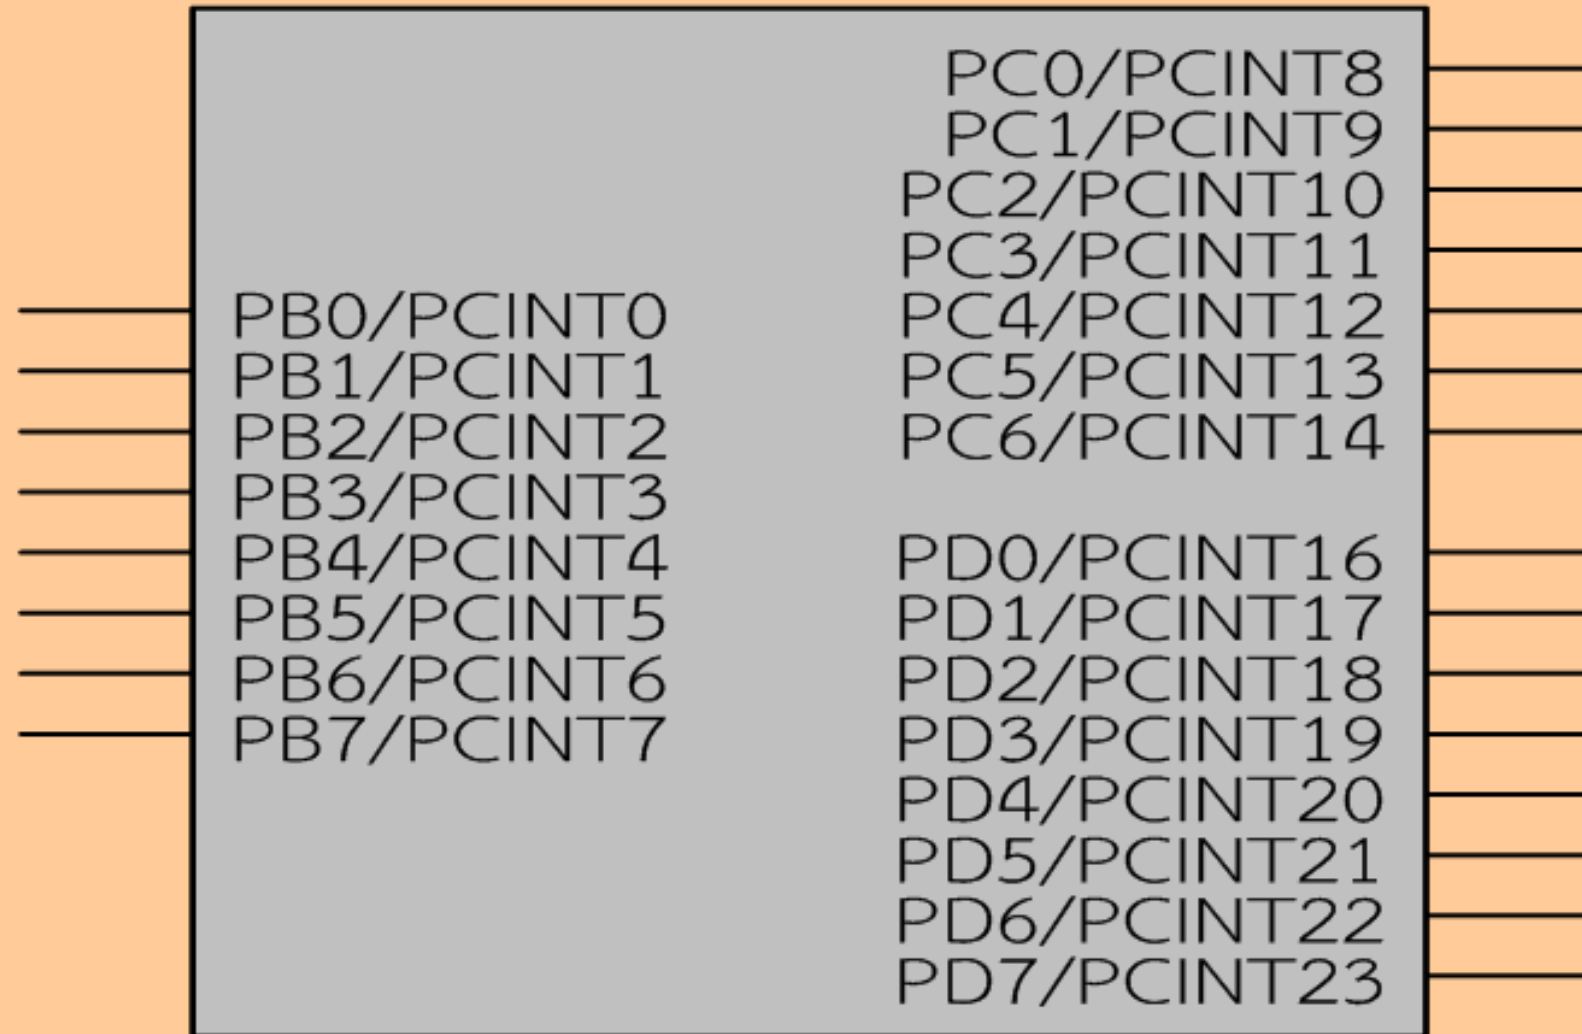 PB0/PCINT0
PB1/PCINT1
PB2/PCINT2
PB3/PCINT3
PB4/PCINT4
PB5/PCINT5
PB6/PCINT6
PB7/PCINT7
PC0/PCINT8
PC1/PCINT9
PC2/PCINT10
PC3/PCINT11
PC4/PCINT12
PC5/PCINT13
PC6/PCINT14
PD0/PCINT16
PD1/PCINT17
PD2/PCINT18
PD3/PCINT19
PD4/PCINT20
PD5/PCINT21
PD6/PCINT22
PD7/PCINT23